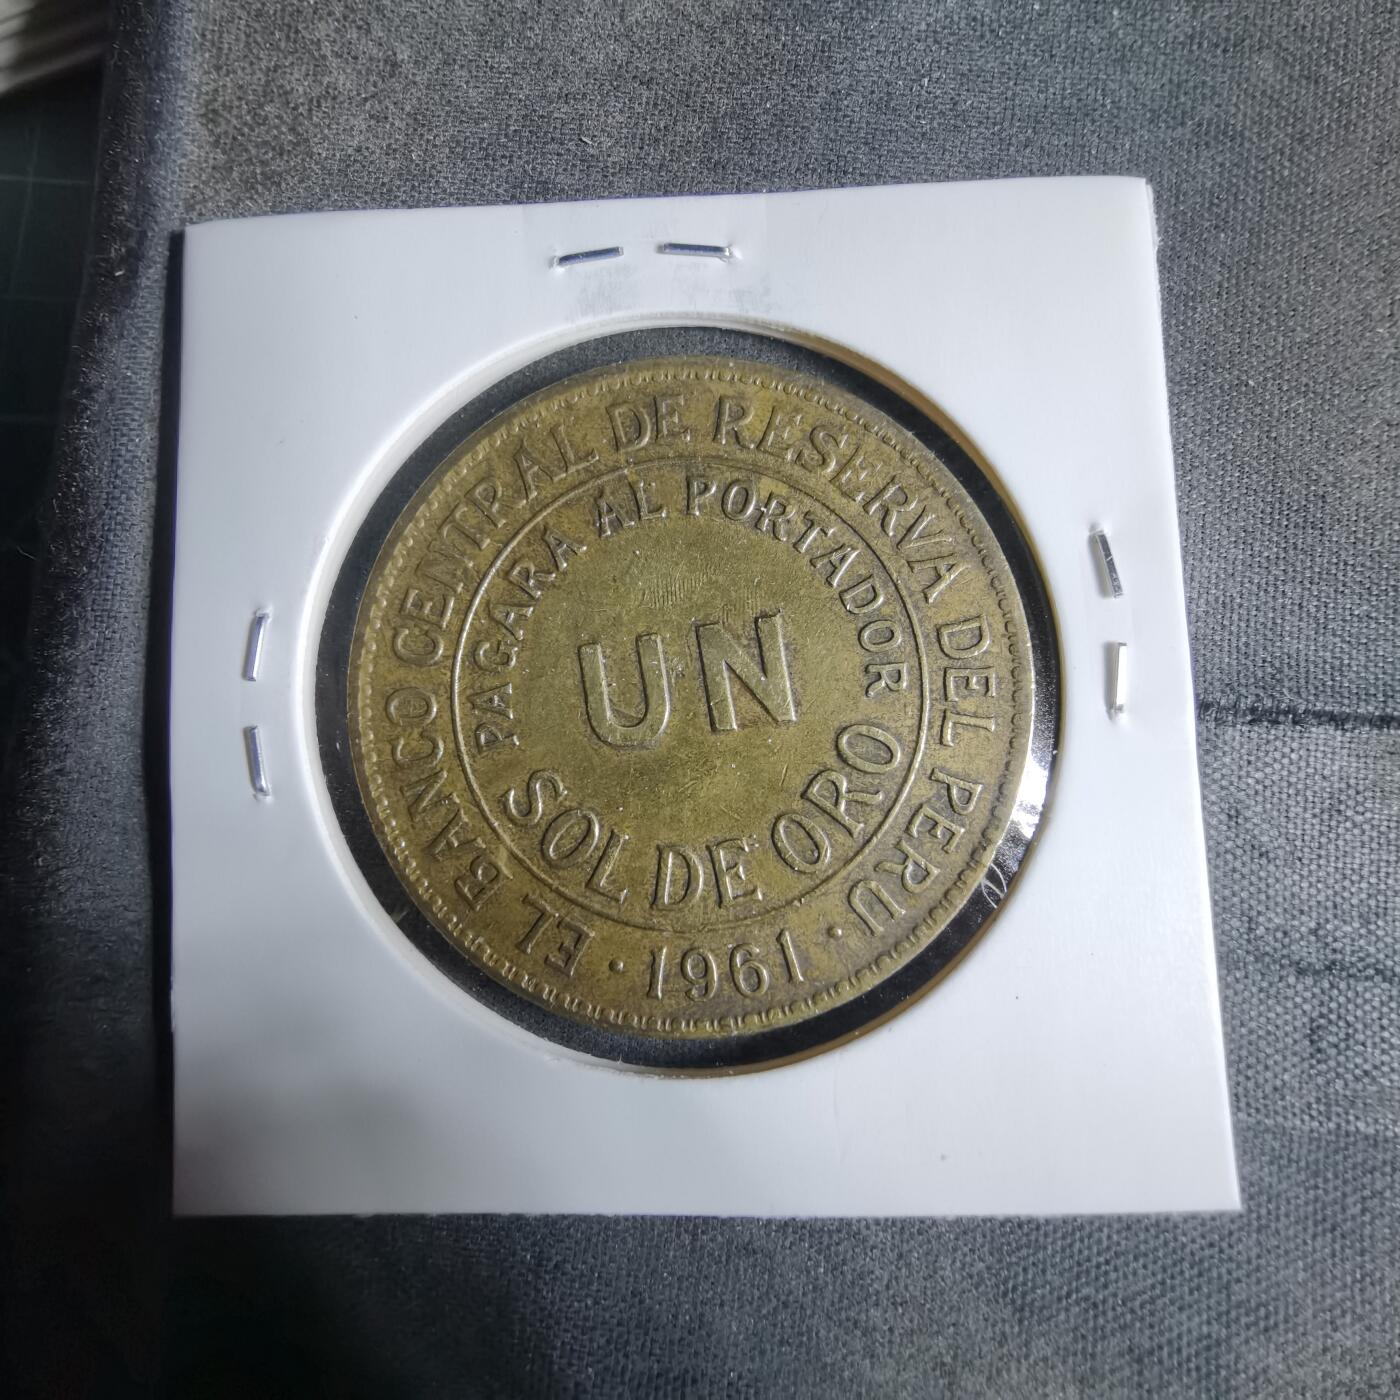 EL BANCO CENTRAL DE RESERVA DEL PERU
PAGARA AL PORTADOR
UN
SOL DE ORO
· 1961 ·